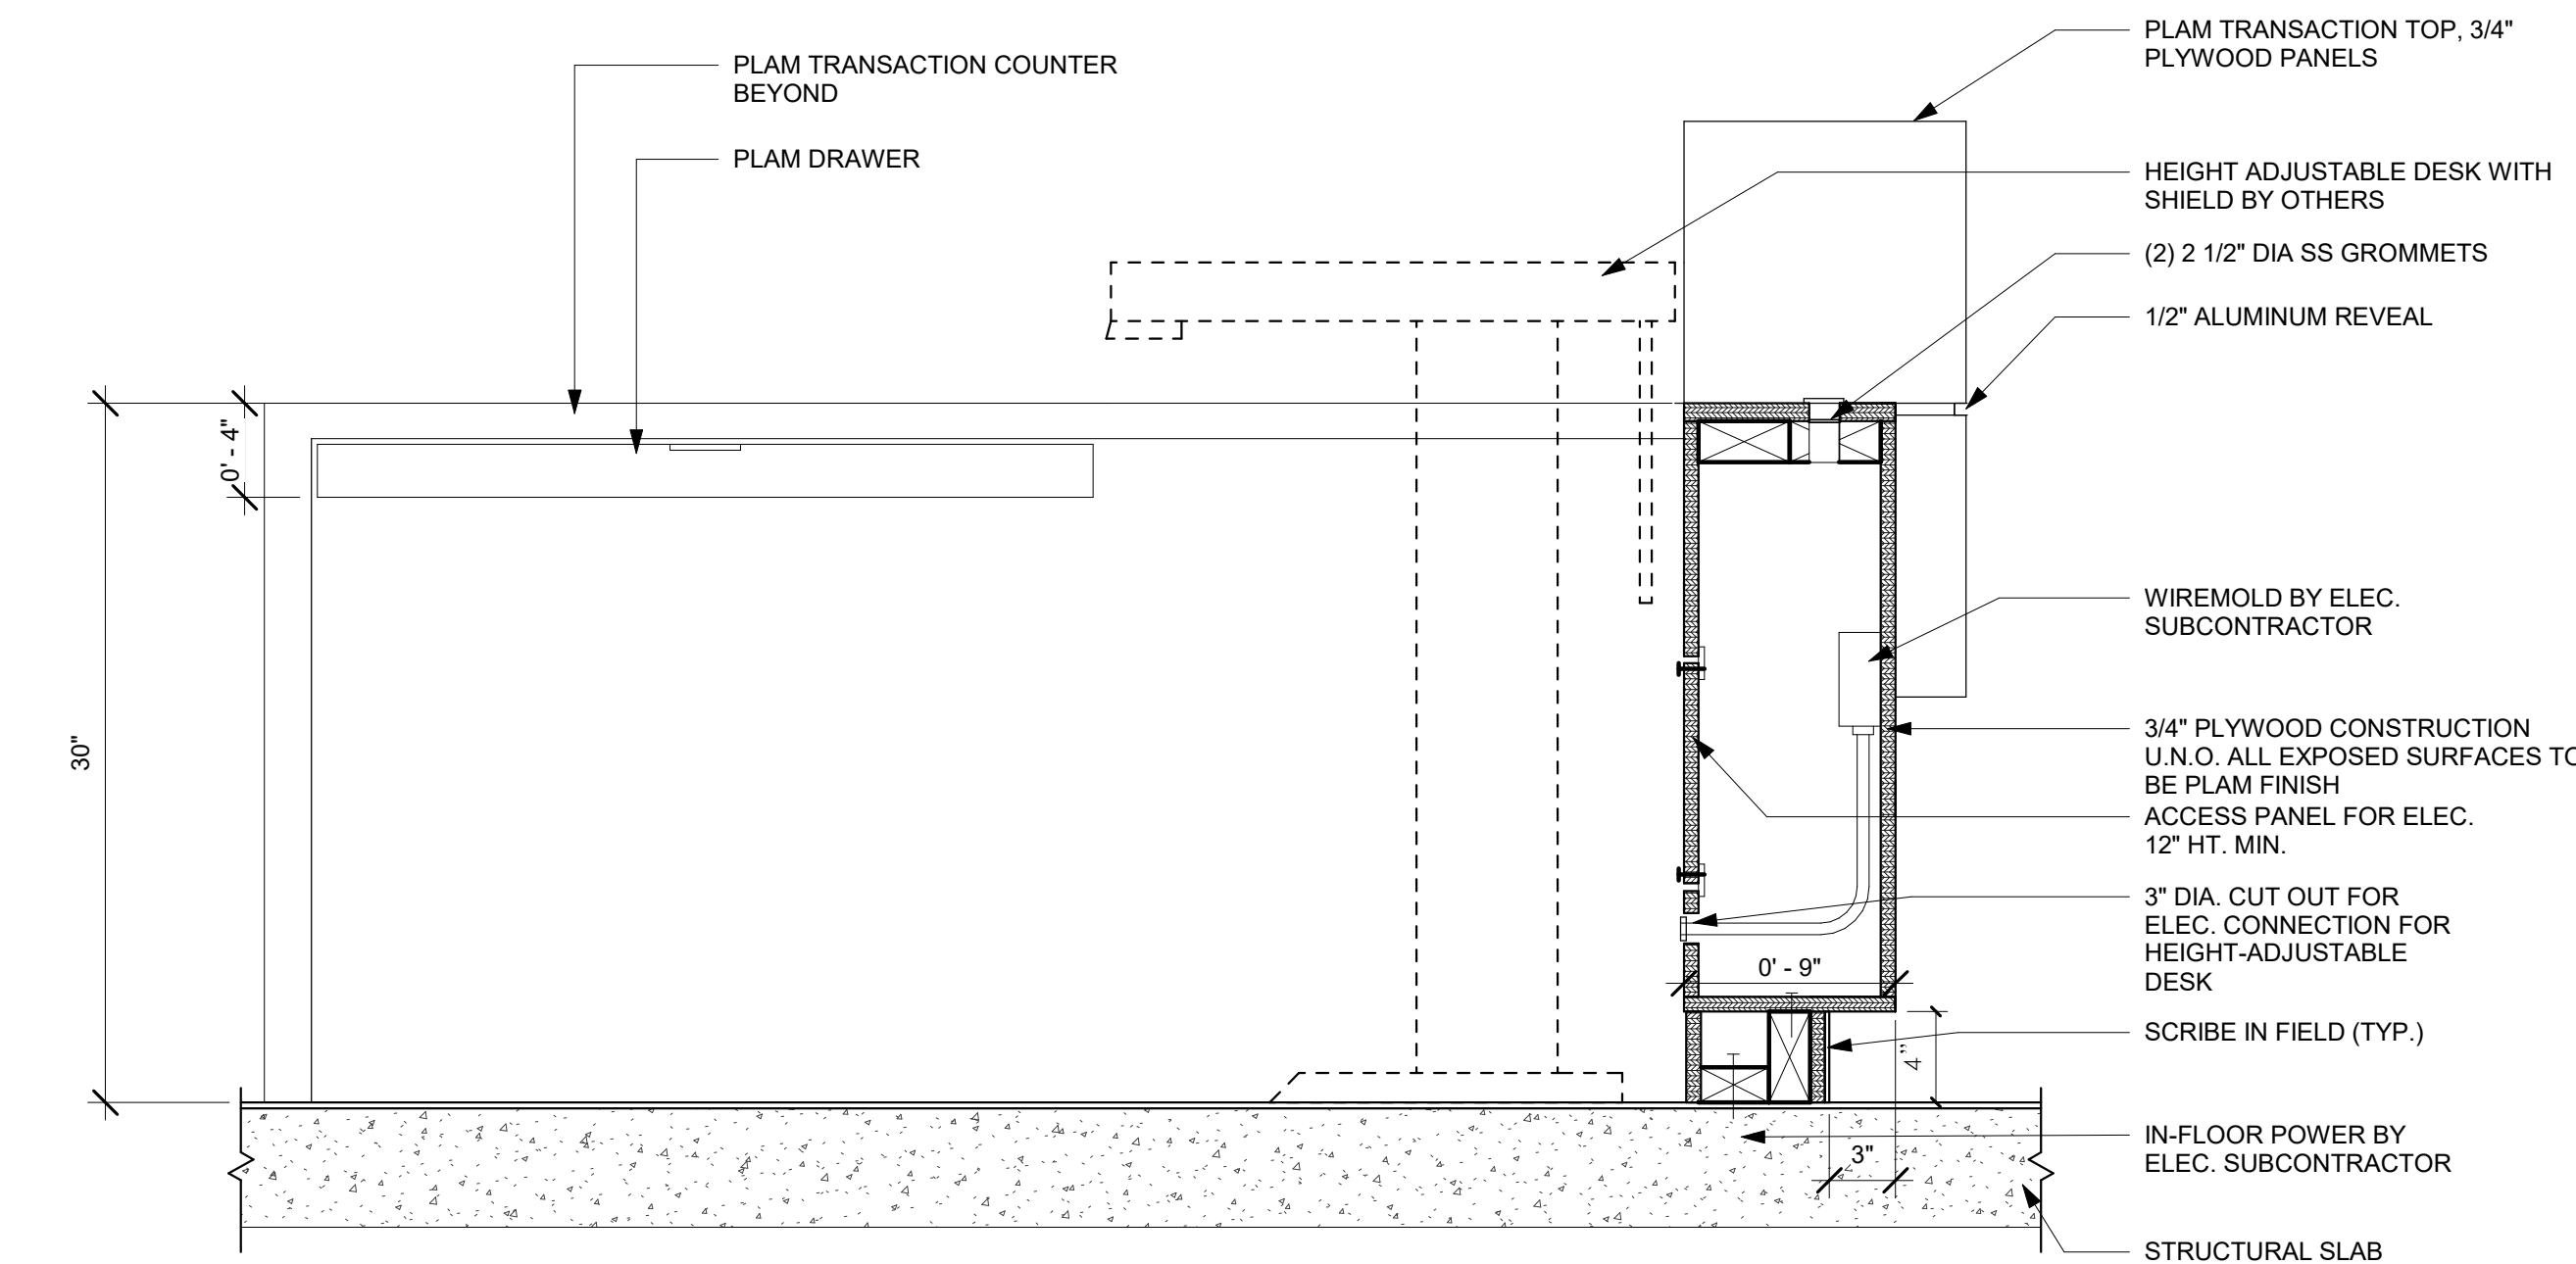 PLAM TRANSACTION COUNTER
BEYOND
PLAM DRAWER
PLAM TRANSACTION TOP, 3/4"
PLYWOOD PANELS
HEIGHT ADJUSTABLE DESK WITH
SHIELD BY OTHERS
(2) 2 1/2" DIA SS GROMMETS
1/2" ALUMINUM REVEAL
0' - 4"
30"
WIREMOLD BY ELEC.
SUBCONTRACTOR
3/4" PLYWOOD CONSTRUCTION
U.N.O. ALL EXPOSED SURFACES TO
BE PLAM FINISH
ACCESS PANEL FOR ELEC.
12" HT. MIN.
3" DIA. CUT OUT FOR
ELEC. CONNECTION FOR
HEIGHT-ADJUSTABLE
DESK
0' - 9"
SCRIBE IN FIELD (TYP.)
4"
IN-FLOOR POWER BY
ELEC. SUBCONTRACTOR
3"
STRUCTURAL SLAB